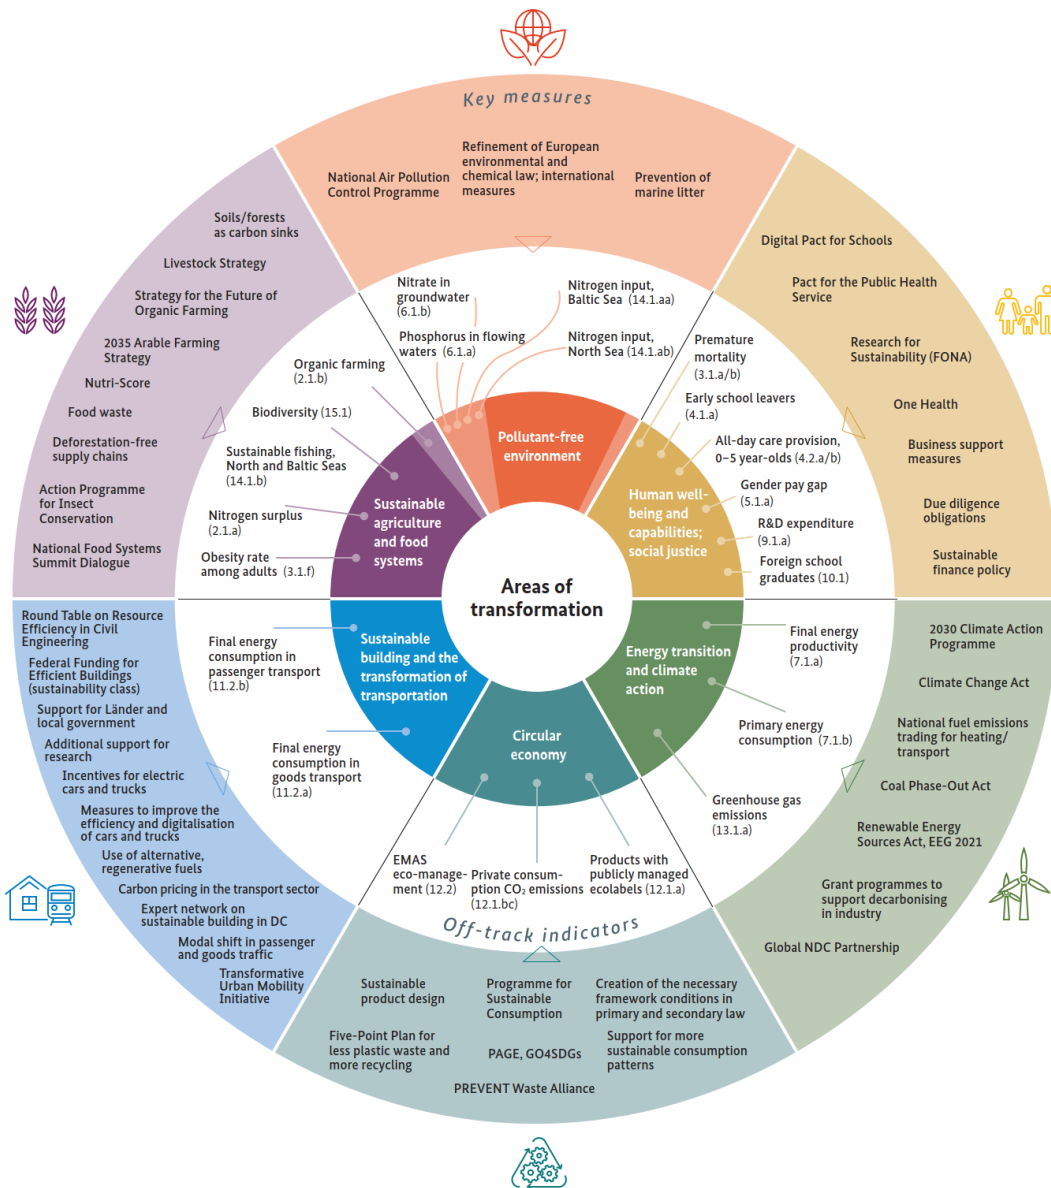 Key measures
National Air Pollution
Control Programme
Refinement of European
environmental and
chemical law; international
measures
Prevention of
marine litter
Soils/forests
as carbon sinks
Livestock Strategy
Strategy for the Future of
Organic Farming
2035 Arable Farming
Strategy
Nutri-Score
Food waste
Deforestation-free
supply chains
Action Programme
for Insect
Conservation
National Food Systems
Summit Dialogue
Digital Pact for Schools
Pact for the Public Health
Service
Research for
Sustainability (FONA)
One Health
Business support
measures
Due diligence
obligations
Sustainable
finance policy
Nitrate in
groundwater
(6.1.b)
Phosphorus in flowing
waters (6.1.a)
Nitrogen input,
Baltic Sea (14.1.aa)
Nitrogen input,
North Sea (14.1.ab)
Organic farming
(2.1.b)
Biodiversity (15.1)
Sustainable fishing,
North and Baltic Seas
(14.1.b)
Nitrogen surplus
(2.1.a)
Obesity rate
among adults (3.1.f)
Premature
mortality
(3.1.a/b)
Early school leavers
(4.1.a)
All-day care provision,
0–5 year-olds (4.2.a/b)
Gender pay gap
(5.1.a)
R&D expenditure
(9.1.a)
Foreign school
graduates (10.1)
Pollutant-free
environment
Sustainable
agriculture
and food
systems
Human well-
being and
capabilities;
social justice
Areas of
transformation
Sustainable
building and the
transformation of
transportation
Energy transition
and climate
action
Circular
economy
Final energy
consumption in
passenger transport
(11.2.b)
Final energy
consumption in
goods transport
(11.2.a)
Final energy
productivity
(7.1.a)
Primary energy
consumption (7.1.b)
Greenhouse gas
emissions
(13.1.a)
EMAS
eco-manage-
ment (12.2)
Private consum-
ption CO₂ emissions
(12.1.bc)
Products with
publicly managed
ecolabels (12.1.a)
Off-track indicators
Round Table on Resource
Efficiency in Civil
Engineering
Federal Funding for
Efficient Buildings
(sustainability class)
Support for Länder and
local government
Additional support for
research
Incentives for electric
cars and trucks
Measures to improve the
efficiency and digitalisation
of cars and trucks
Use of alternative,
regenerative fuels
Carbon pricing in the transport sector
Expert network on
sustainable building in DC
Modal shift in passenger
and goods traffic
Transformative
Urban Mobility
Initiative
2030 Climate Action
Programme
Climate Change Act
National fuel emissions
trading for heating/
transport
Coal Phase-Out Act
Renewable Energy
Sources Act, EEG 2021
Grant programmes to
support decarbonising
in industry
Global NDC Partnership
Sustainable
product design
Programme for
Sustainable
Consumption
Creation of the necessary
framework conditions in
primary and secondary law
Five-Point Plan for
less plastic waste and
more recycling
PAGE, GO4SDGs
Support for more
sustainable consumption
patterns
PREVENT Waste Alliance